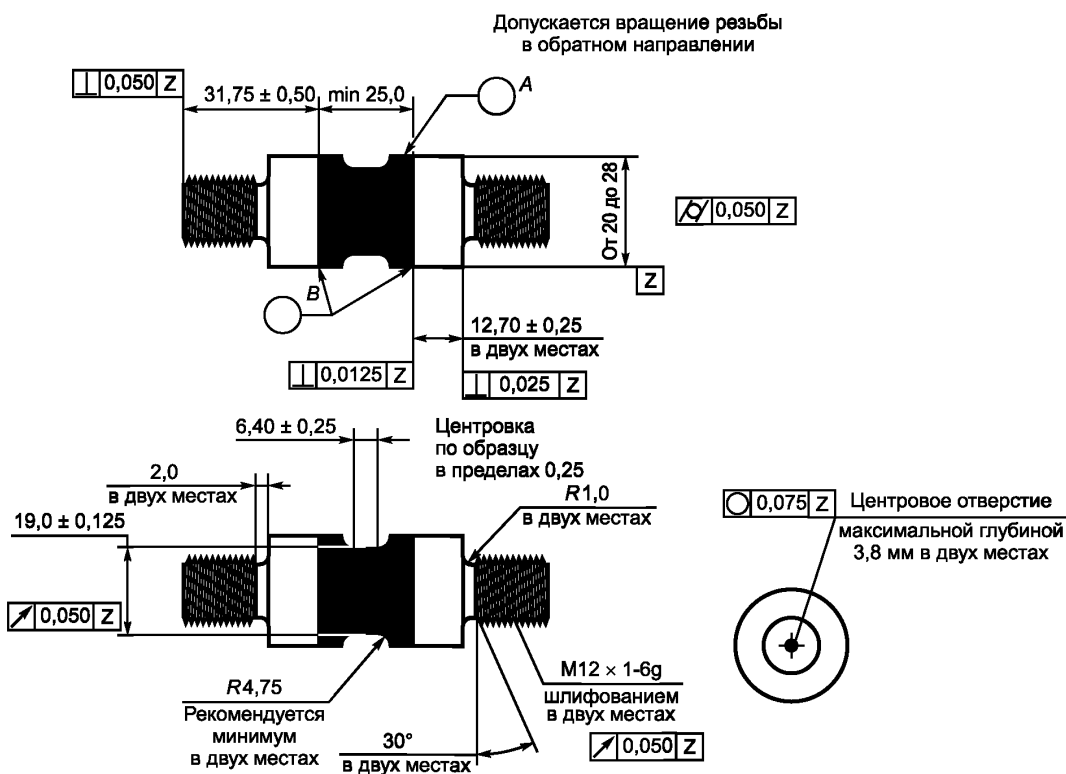 Допускается вращение резьбы
в обратном направлении
0,050 Z
31,75 ± 0,50
min 25,0
A
От 20 до 28
0,050 Z
Z
B
12,70 ± 0,25
в двух местах
0,0125 Z
0,025 Z
6,40 ± 0,25
Центровка
по образцу
в пределах 0,25
2,0
в двух местах
R1,0
в двух местах
19,0 ± 0,125
0,050 Z
0,075 Z
Центровое отверстие
максимальной глубиной
3,8 мм в двух местах
R4,75
Рекомендуется
минимум
в двух местах
30°
в двух местах
M12 × 1-6g
шлифованием
в двух местах
0,050 Z